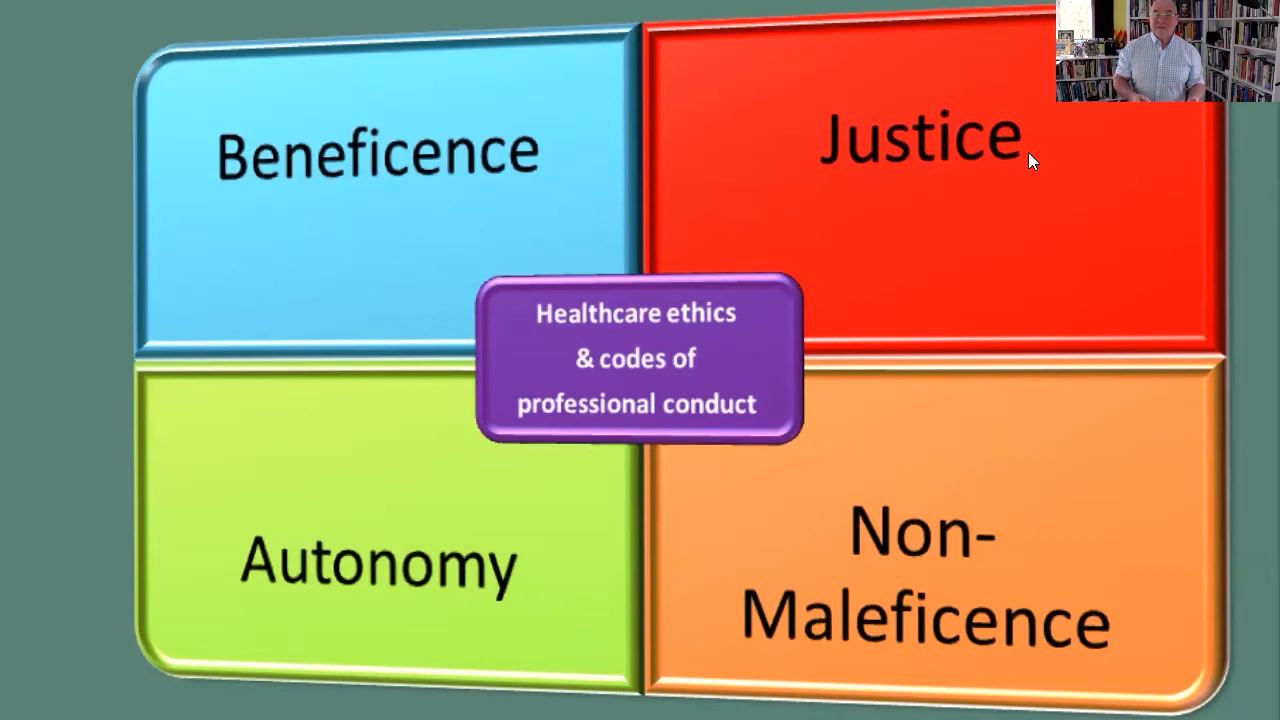 Beneficence
Justice
Healthcare ethics
& codes of
professional conduct
Autonomy
Non-
Maleficence